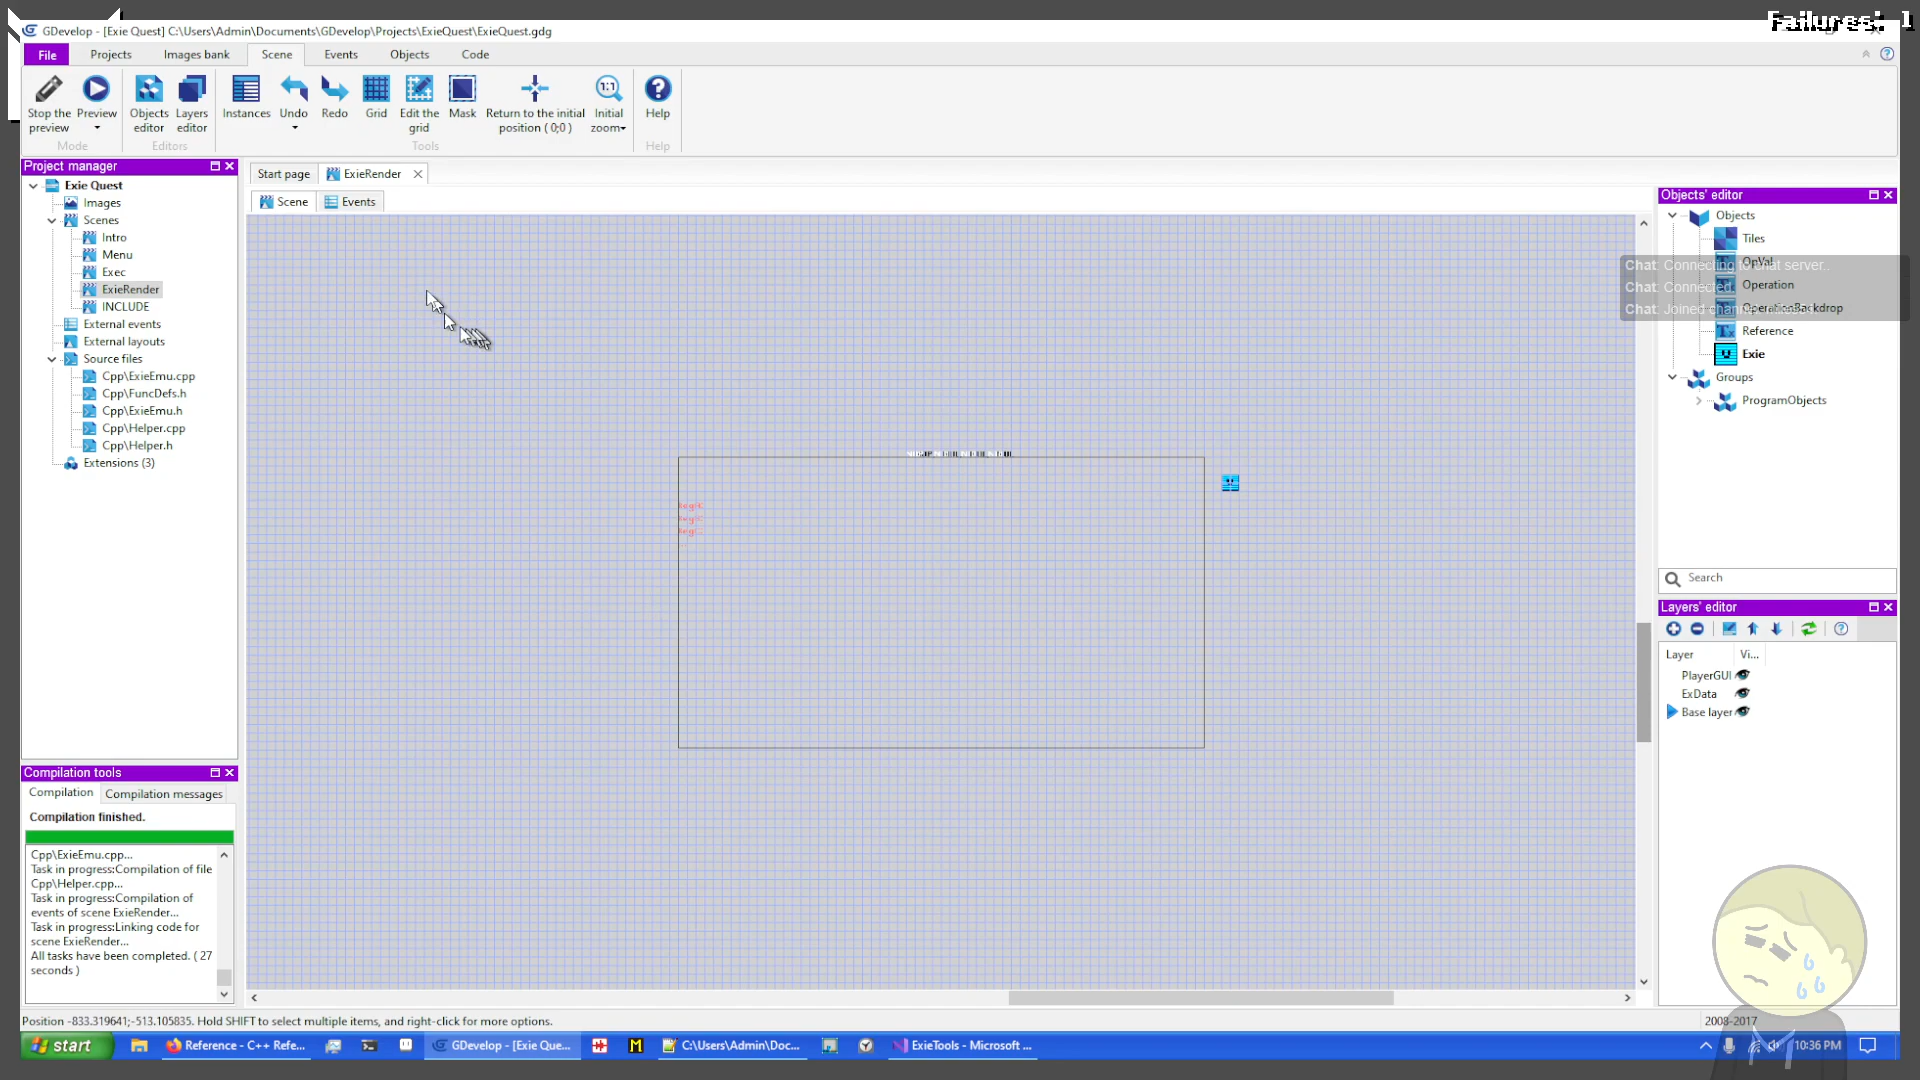 Failures: 1
GDevelop - [Exie Quest] C:\Users\Admin\Documents\GDevelop\Projects\ExieQuest\ExieQuest.gdg
File Projects Images bank Scene Events Objects Code
Stop the preview
Preview
Objects editor
Layers editor
Instances
Undo
Redo
Grid
Edit the grid
Mask
Return to the initial position ( 0;0 )
1:1
Initial zoom
Help
Mode Editors Tools Help
Project manager
Start page ExieRender
Scene Events
Exie Quest
Images
Scenes
Intro
Menu
Exec
ExieRender
INCLUDE
External events
External layouts
Source files
Cpp\ExieEmu.cpp
Cpp\FuncDefs.h
Cpp\ExieEmu.h
Cpp\Helper.cpp
Cpp\Helper.h
Extensions (3)
Objects' editor
Objects
Tiles
OpVal
Operation
OperationBackdrop
Reference
Exie
Groups
ProgramObjects
Chat: Connecting to chat server..
Chat: Connected.
Chat: Joined
Search
Layers' editor
Layer Vi...
PlayerGUI
ExData
Base layer
Compilation tools
Compilation Compilation messages
Compilation finished.
Cpp\ExieEmu.cpp...
Task in progress:Compilation of file
Cpp\Helper.cpp...
Task in progress:Compilation of
events of scene ExieRender...
Task in progress:Linking code for
scene ExieRender...
All tasks have been completed. ( 27
seconds )
Position -833.319641;-513.105835. Hold SHIFT to select multiple items, and right-click for more options.
2008-2017
start
Reference - C++ Refe...
GDevelop - [Exie Que...
C:\Users\Admin\Doc...
ExieTools - Microsoft ...
10:36 PM